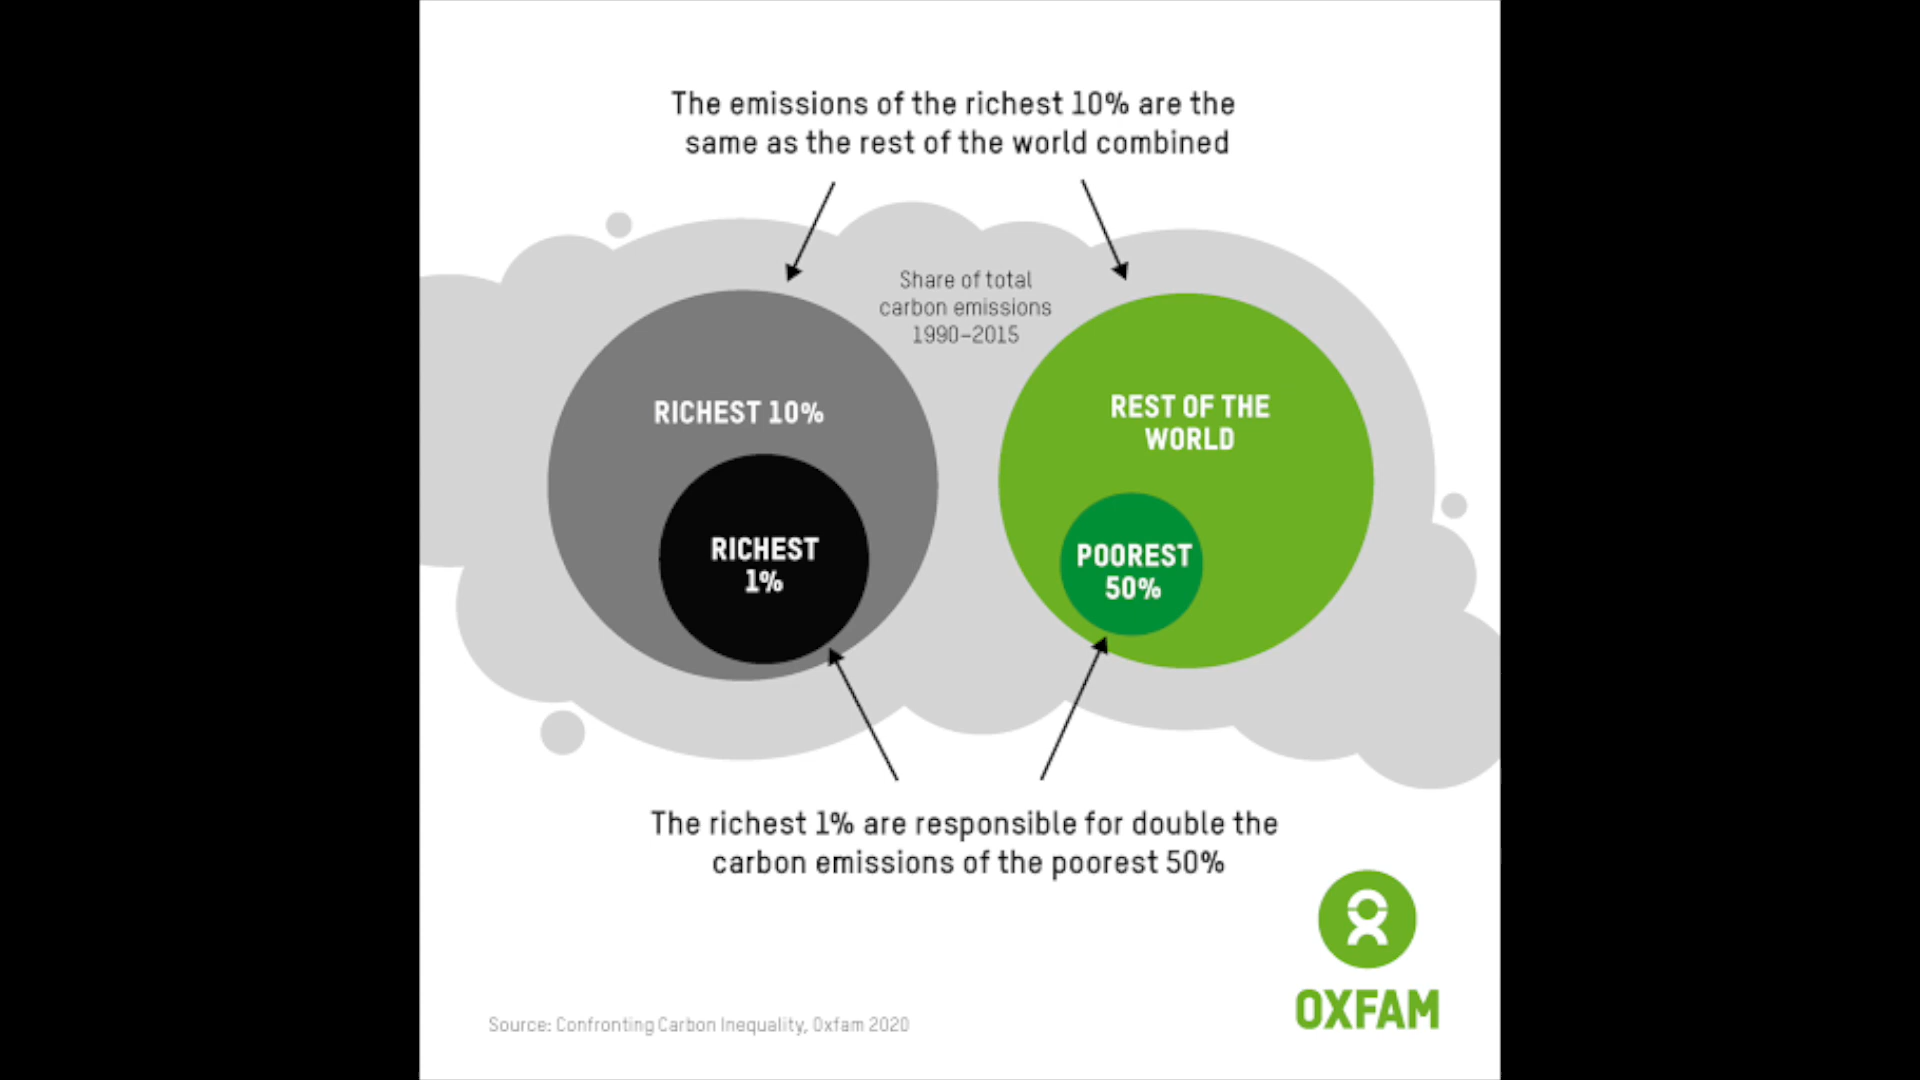 The emissions of the richest 10% are the
same as the rest of the world combined
Share of total
carbon emissions
1990–2015
RICHEST 10%
RICHEST
1%
REST OF THE
WORLD
POOREST
50%
The richest 1% are responsible for double the
carbon emissions of the poorest 50%
OXFAM
Source: Confronting Carbon Inequality, Oxfam 2020